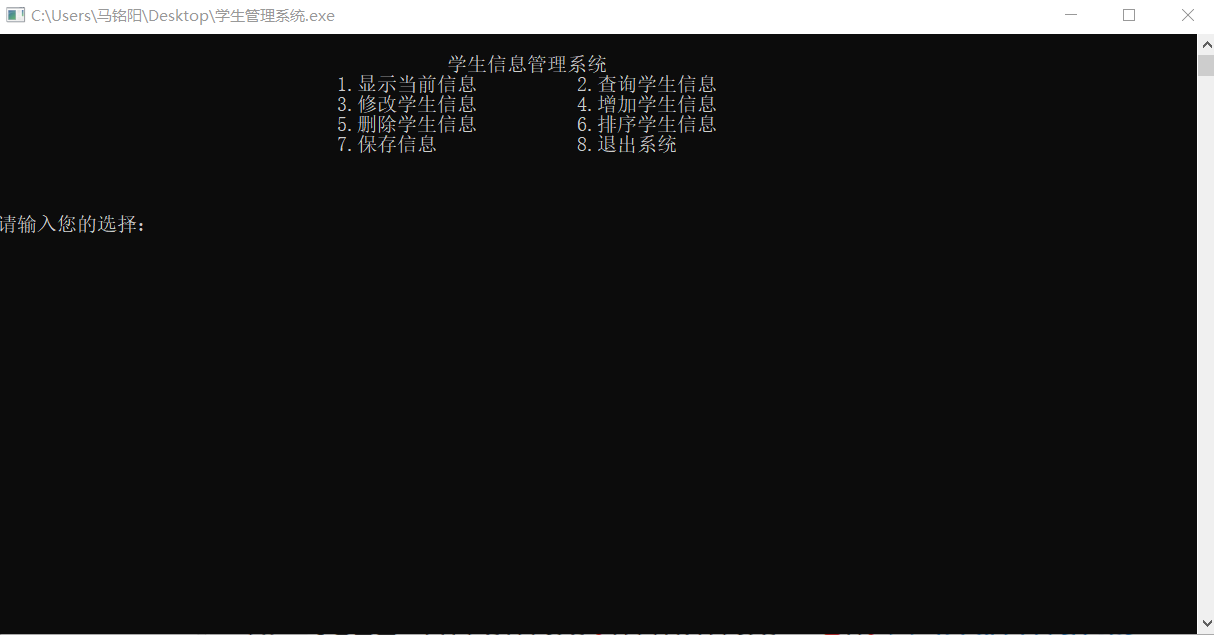 C:\Users\马铭阳\Desktop\学生管理系统.exe
学生信息管理系统
1.显示当前信息 2.查询学生信息
3.修改学生信息 4.增加学生信息
5.删除学生信息 6.排序学生信息
7.保存信息 8.退出系统
请输入您的选择: